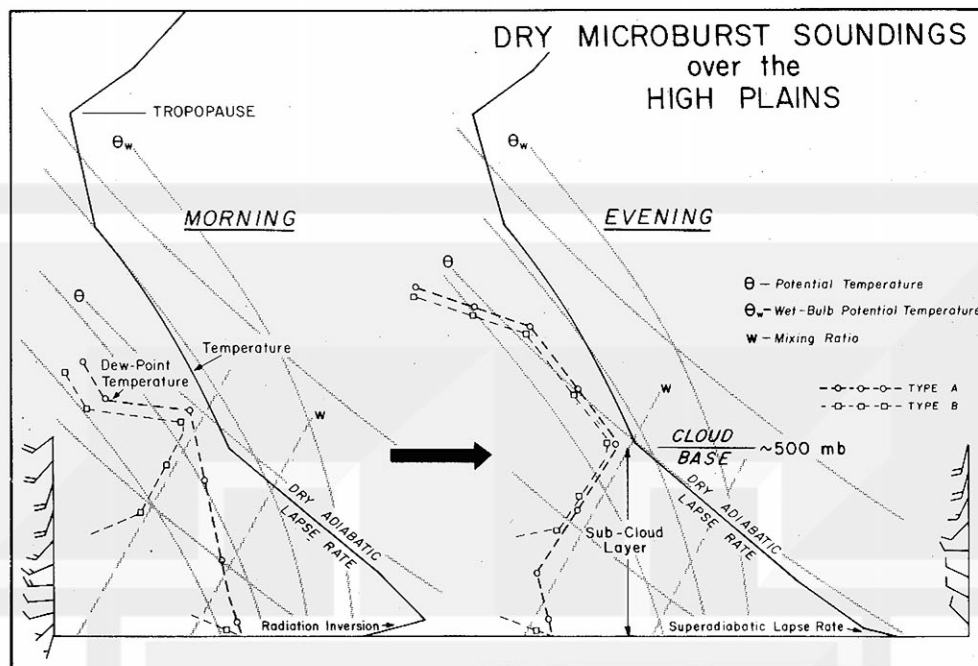 DRY MICROBURST SOUNDINGS
over the
HIGH PLAINS
TROPOPAUSE
θw
θw
MORNING
EVENING
θ
θ
θ – Potential Temperature
θw – Wet-Bulb Potential Temperature
w – Mixing Ratio
Temperature
Dew-Point
Temperature
w
w
TYPE A
TYPE B
CLOUD
BASE
~500 mb
DRY ADIABATIC
LAPSE RATE
DRY ADIABATIC
LAPSE RATE
Sub-Cloud
Layer
Radiation Inversion
Superadiabatic Lapse Rate